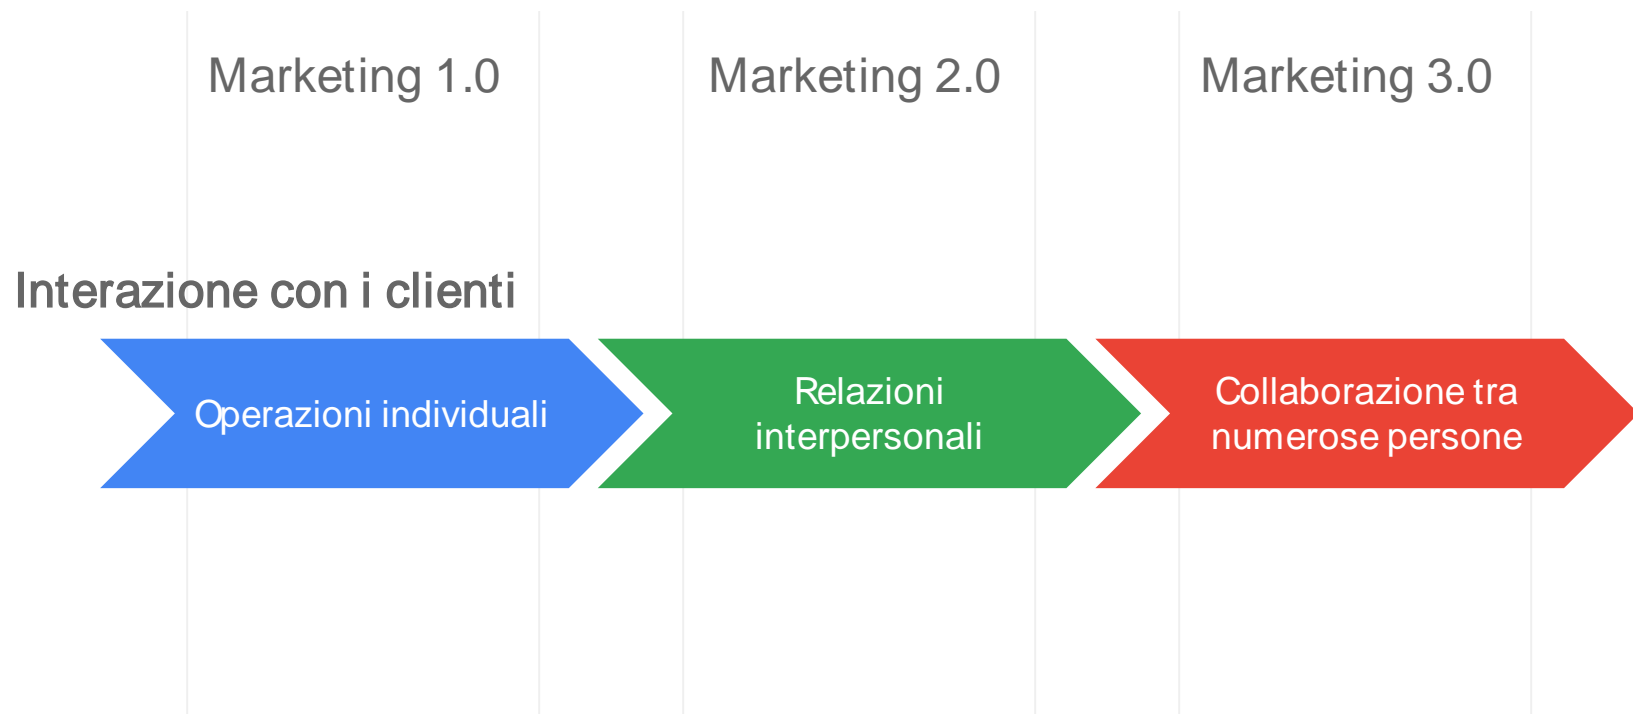 Marketing 1.0
Marketing 2.0
Marketing 3.0
Interazione con i clienti
Operazioni individuali
Relazioni
interpersonali
Collaborazione tra
numerose persone